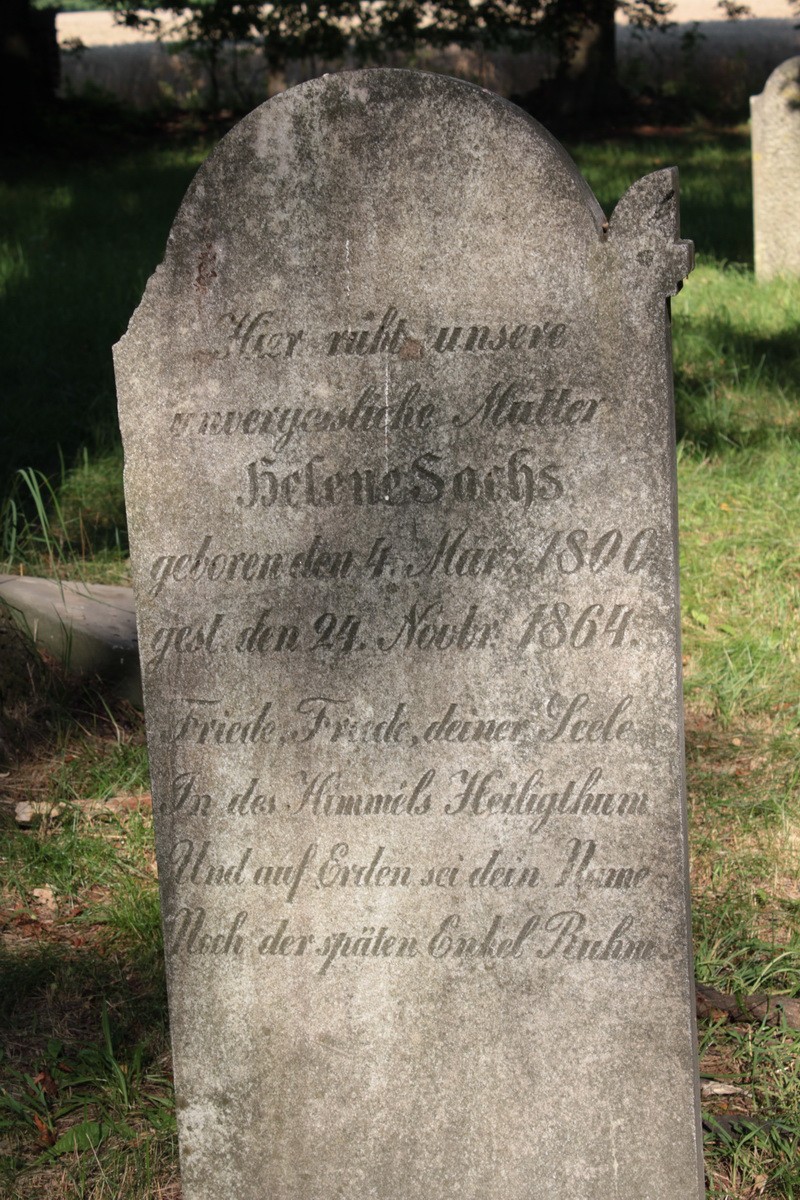 Hier ruht unsere
unvergessliche Mutter
Helene Sachs
geboren den 4. März 1800
gest. den 24. Novbr. 1864.
Friede, Friede, deiner Seele
In des Himmels Heiligthum
Und auf Erden sei dein Name
Noch der späten Enkel Ruhm.